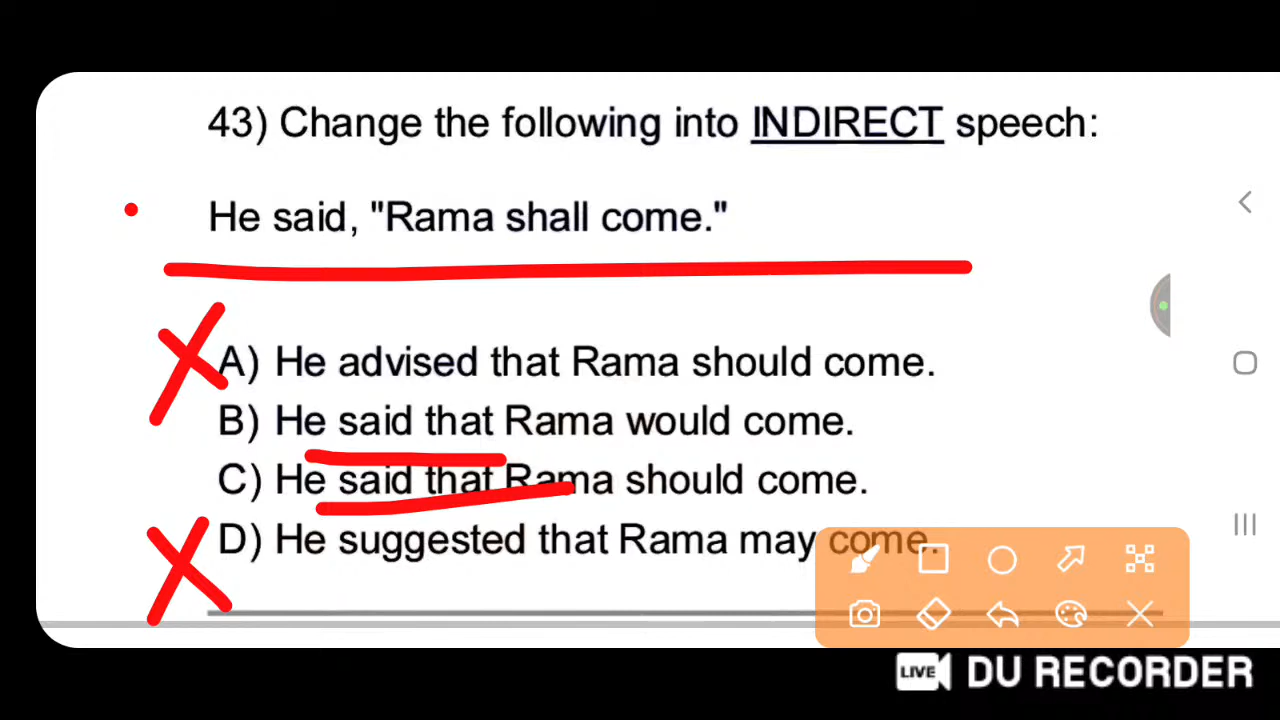 43) Change the following into INDIRECT speech:
He said, "Rama shall come."
A) He advised that Rama should come.
B) He said that Rama would come.
C) He said that Rama should come.
D) He suggested that Rama may come.
LIVE DU RECORDER